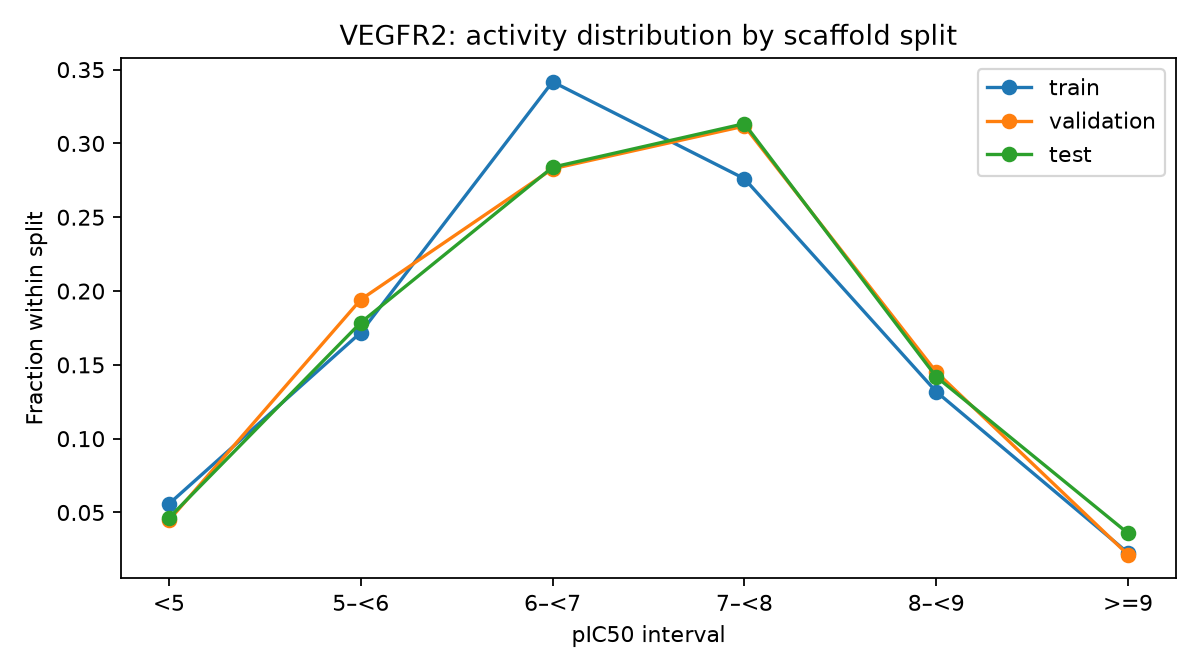 VEGFR2: activity distribution by scaffold split
0.35
0.30
0.25
0.20
0.15
0.10
0.05
Fraction within split
train
validation
test
<5
5–<6
6–<7
7–<8
8–<9
>=9
pIC50 interval